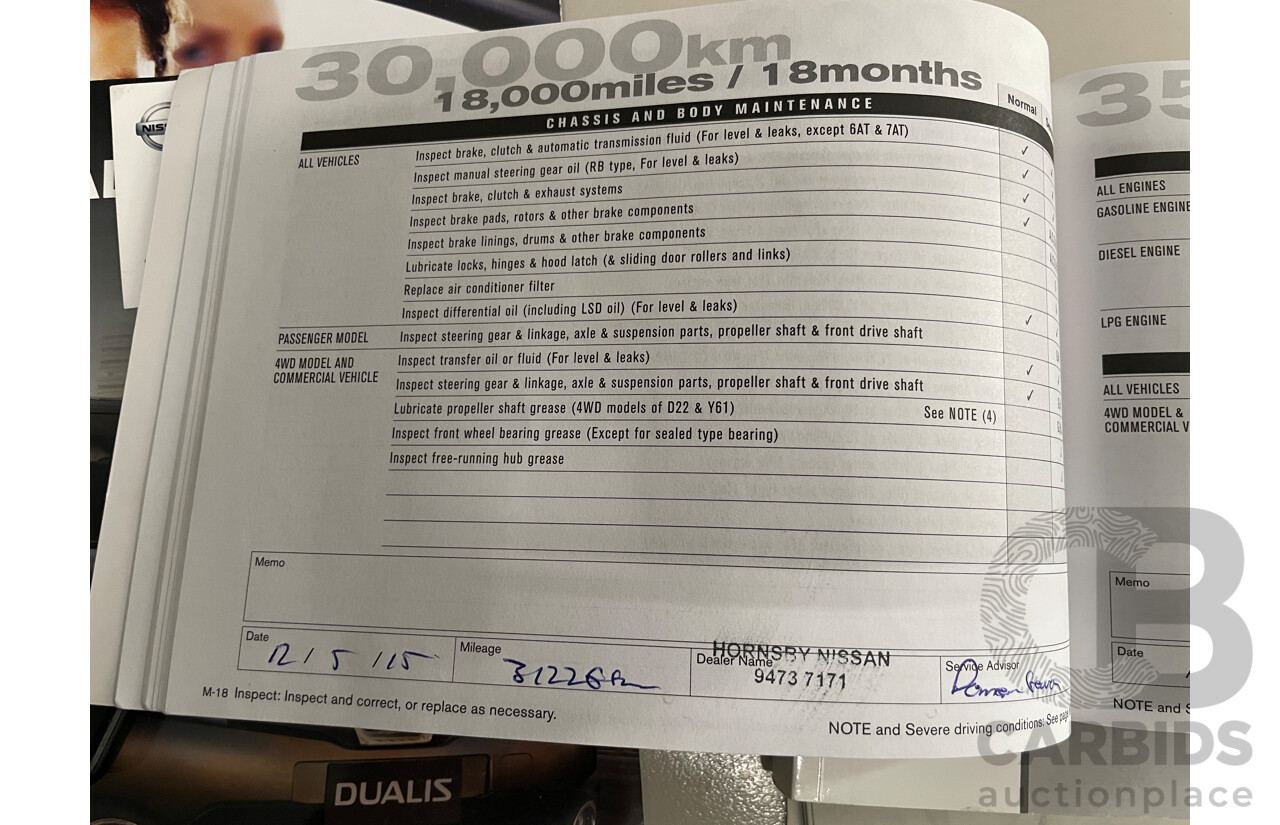 30,000km
18,000miles / 18months
CHASSIS AND BODY MAINTENANCE
Normal
ALL VEHICLES
Inspect brake, clutch & automatic transmission fluid (For level & leaks, except 6AT & 7AT) ✓
Inspect manual steering gear oil (RB type, For level & leaks) ✓
Inspect brake, clutch & exhaust systems ✓
Inspect brake pads, rotors & other brake components ✓
Inspect brake linings, drums & other brake components
Lubricate locks, hinges & hood latch (& sliding door rollers and links)
Replace air conditioner filter
Inspect differential oil (including LSD oil) (For level & leaks) ✓
PASSENGER MODEL Inspect steering gear & linkage, axle & suspension parts, propeller shaft & front drive shaft
4WD MODEL AND
COMMERCIAL VEHICLE
Inspect transfer oil or fluid (For level & leaks) ✓
Inspect steering gear & linkage, axle & suspension parts, propeller shaft & front drive shaft ✓
Lubricate propeller shaft grease (4WD models of D22 & Y61) See NOTE (4)
Inspect front wheel bearing grease (Except for sealed type bearing)
Inspect free-running hub grease
Memo
Date
12/5/15
Mileage
31226
Dealer Name
HORNSBY NISSAN
9473 7171
Service Advisor
M-18 Inspect: Inspect and correct, or replace as necessary.
NOTE and Severe driving conditions: See page
35
ALL ENGINES
GASOLINE ENGINE
DIESEL ENGINE
LPG ENGINE
ALL VEHICLES
4WD MODEL &
COMMERCIAL V
Memo
Date
NOTE and S
NIS
DUALIS
CB
CARBIDS
auctionplace